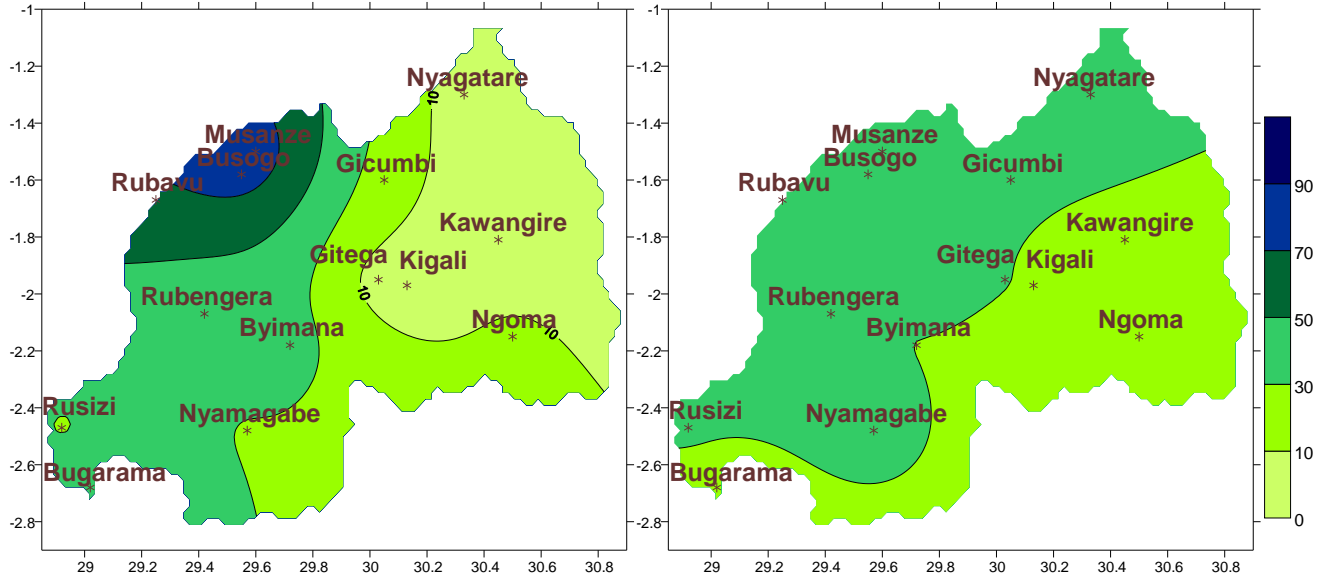 -1
-1.2
-1.4
-1.6
-1.8
-2
-2.2
-2.4
-2.6
-2.8
29 29.2 29.4 29.6 29.8 30 30.2 30.4 30.6 30.8
Nyagatare
10
Musanze
Busogo
Gicumbi
Rubavu
Kawangire
Gitega
Kigali
10
Rubengera
Byimana
Ngoma
10
Rusizi
Nyamagabe
Bugarama
-1
-1.2
-1.4
-1.6
-1.8
-2
-2.2
-2.4
-2.6
-2.8
29 29.2 29.4 29.6 29.8 30 30.2 30.4 30.6 30.8
Nyagatare
Musanze
Busogo
Gicumbi
Rubavu
Kawangire
Gitega
Kigali
Rubengera
Byimana
Ngoma
Rusizi
Nyamagabe
Bugarama
90
70
50
30
10
0